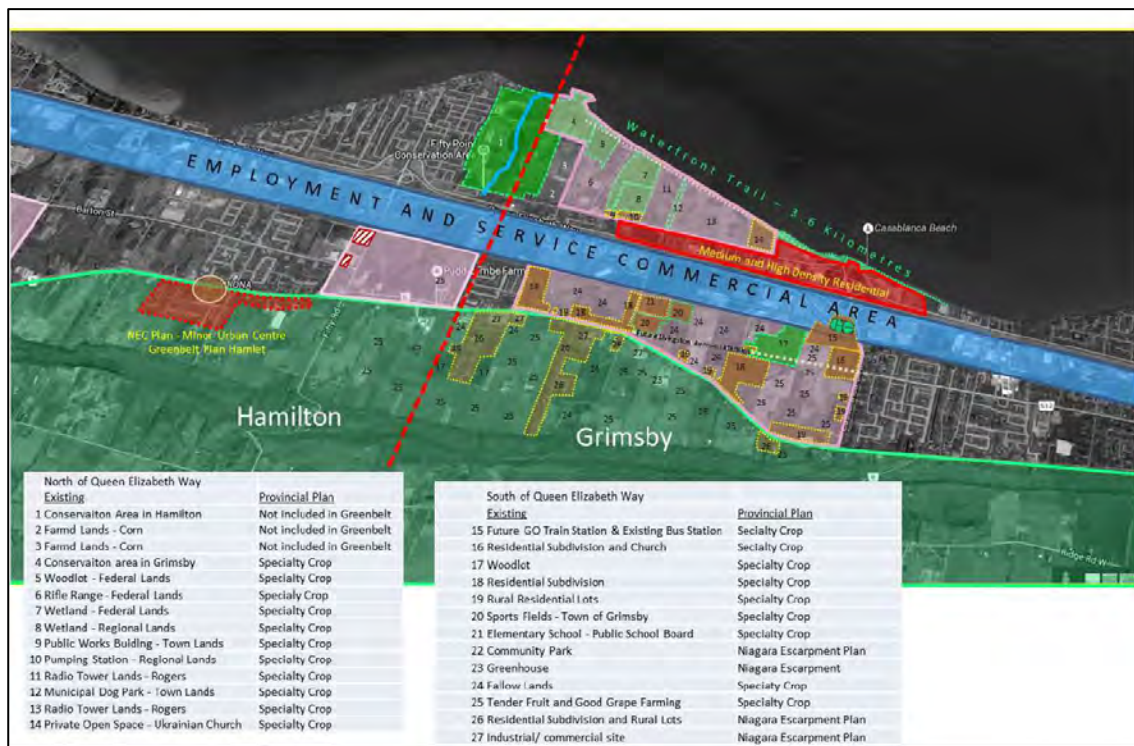 Waterfront Trail - 3.6 Kilometres
Fifty Point
Conservation Area
Casablanca Beach
EMPLOYMENT AND SERVICE COMMERCIAL AREA
Medium and High Density Residential
Barton St
NEC Plan - Minor Urban Centre
Greenbelt Plan Hamlet
Hamilton
Grimsby
Ridge Rd W
North of Queen Elizabeth Way
Existing Provincial Plan
1 Conservaiton Area in Hamilton Not Included in Greenbelt
2 Farmd Lands - Corn Not included in Greenbelt
3 Farmd Lands - Corn Not included in Greenbelt
4 Conservaiton area in Grimsby Specialty Crop
5 Woodlot - Federal Lands Specialty Crop
6 Rifle Range - Federal Lands Specialy Crop
7 Wetland - Federal Lands Specialty Crop
8 Wetland - Regional Lands Specialty Crop
9 Public Works Buiding - Town Lands Specialty Crop
10 Pumping Station - Regional Lands Specialty Crop
11 Radio Tower Lands - Rogers Specialty Crop
12 Municipal Dog Park - Town Lands Specialty Crop
13 Radio Tower Lands - Rogers Specialty Crop
14 Private Open Space - Ukrainian Church Specialty Crop
South of Queen Elizabeth Way
Existing Provincial Plan
15 Future GO Train Station & Existing Bus Station Secialty Crop
16 Residential Subdivision and Church Secialty Crop
17 Woodlot Specialty Crop
18 Residential Subdivision Specialty Crop
19 Rural Residential Lots Specialty Crop
20 Sports Fields - Town of Grimsby Specialty Crop
21 Elementary School - Public School Board Specialty Crop
22 Community Park Niagara Escarpment Plan
23 Greenhouse Niagara Escarpment
24 Fallow Lands Specialty Crop
25 Tender Fruit and Good Grape Farming Specialty Crop
26 Residential Subdivision and Rural Lots Niagara Escarpment Plan
27 Industrial/ commercial site Niagara Escarpment Plan